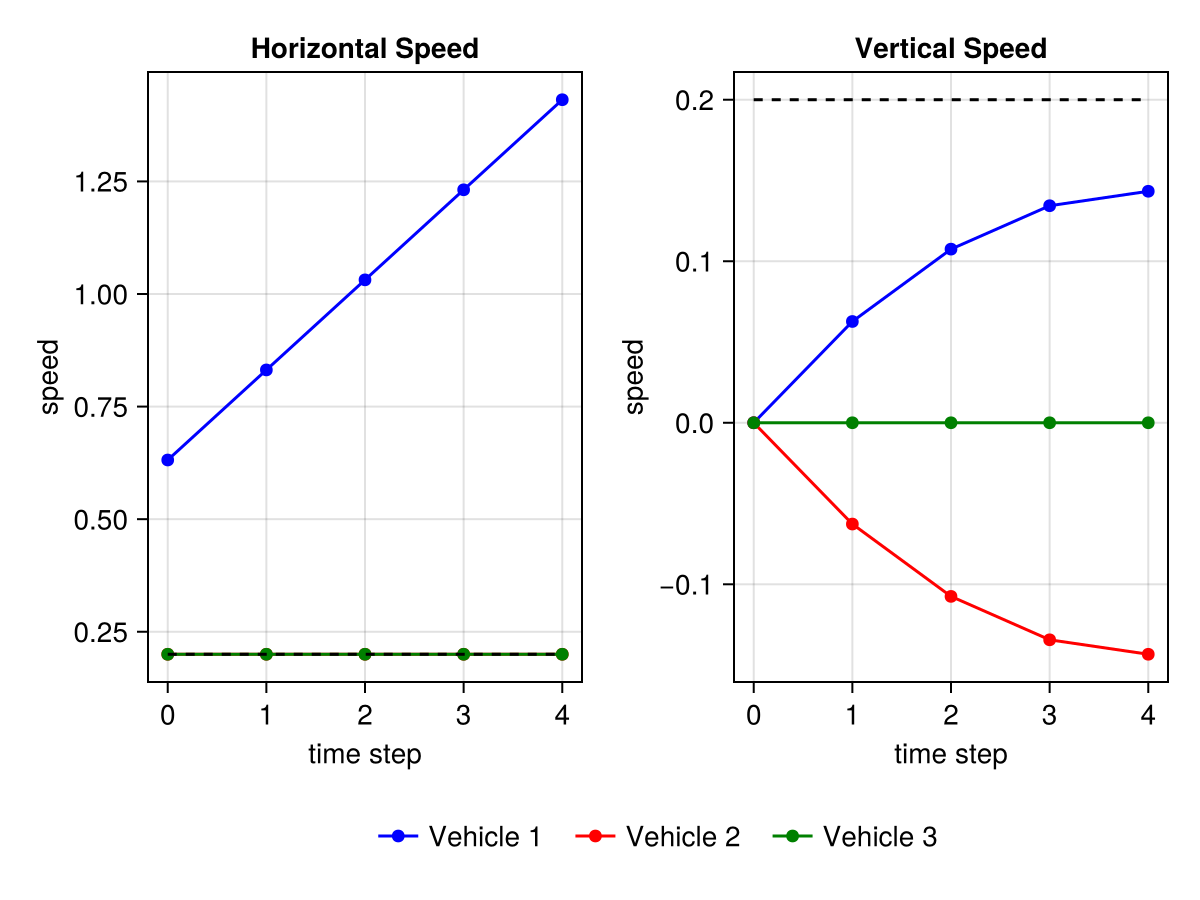 Horizontal Speed
1.25
1.00
0.75
0.50
0.25
speed
0 1 2 3 4
time step
Vertical Speed
0.2
0.1
0.0
−0.1
speed
0 1 2 3 4
time step
Vehicle 1 Vehicle 2 Vehicle 3